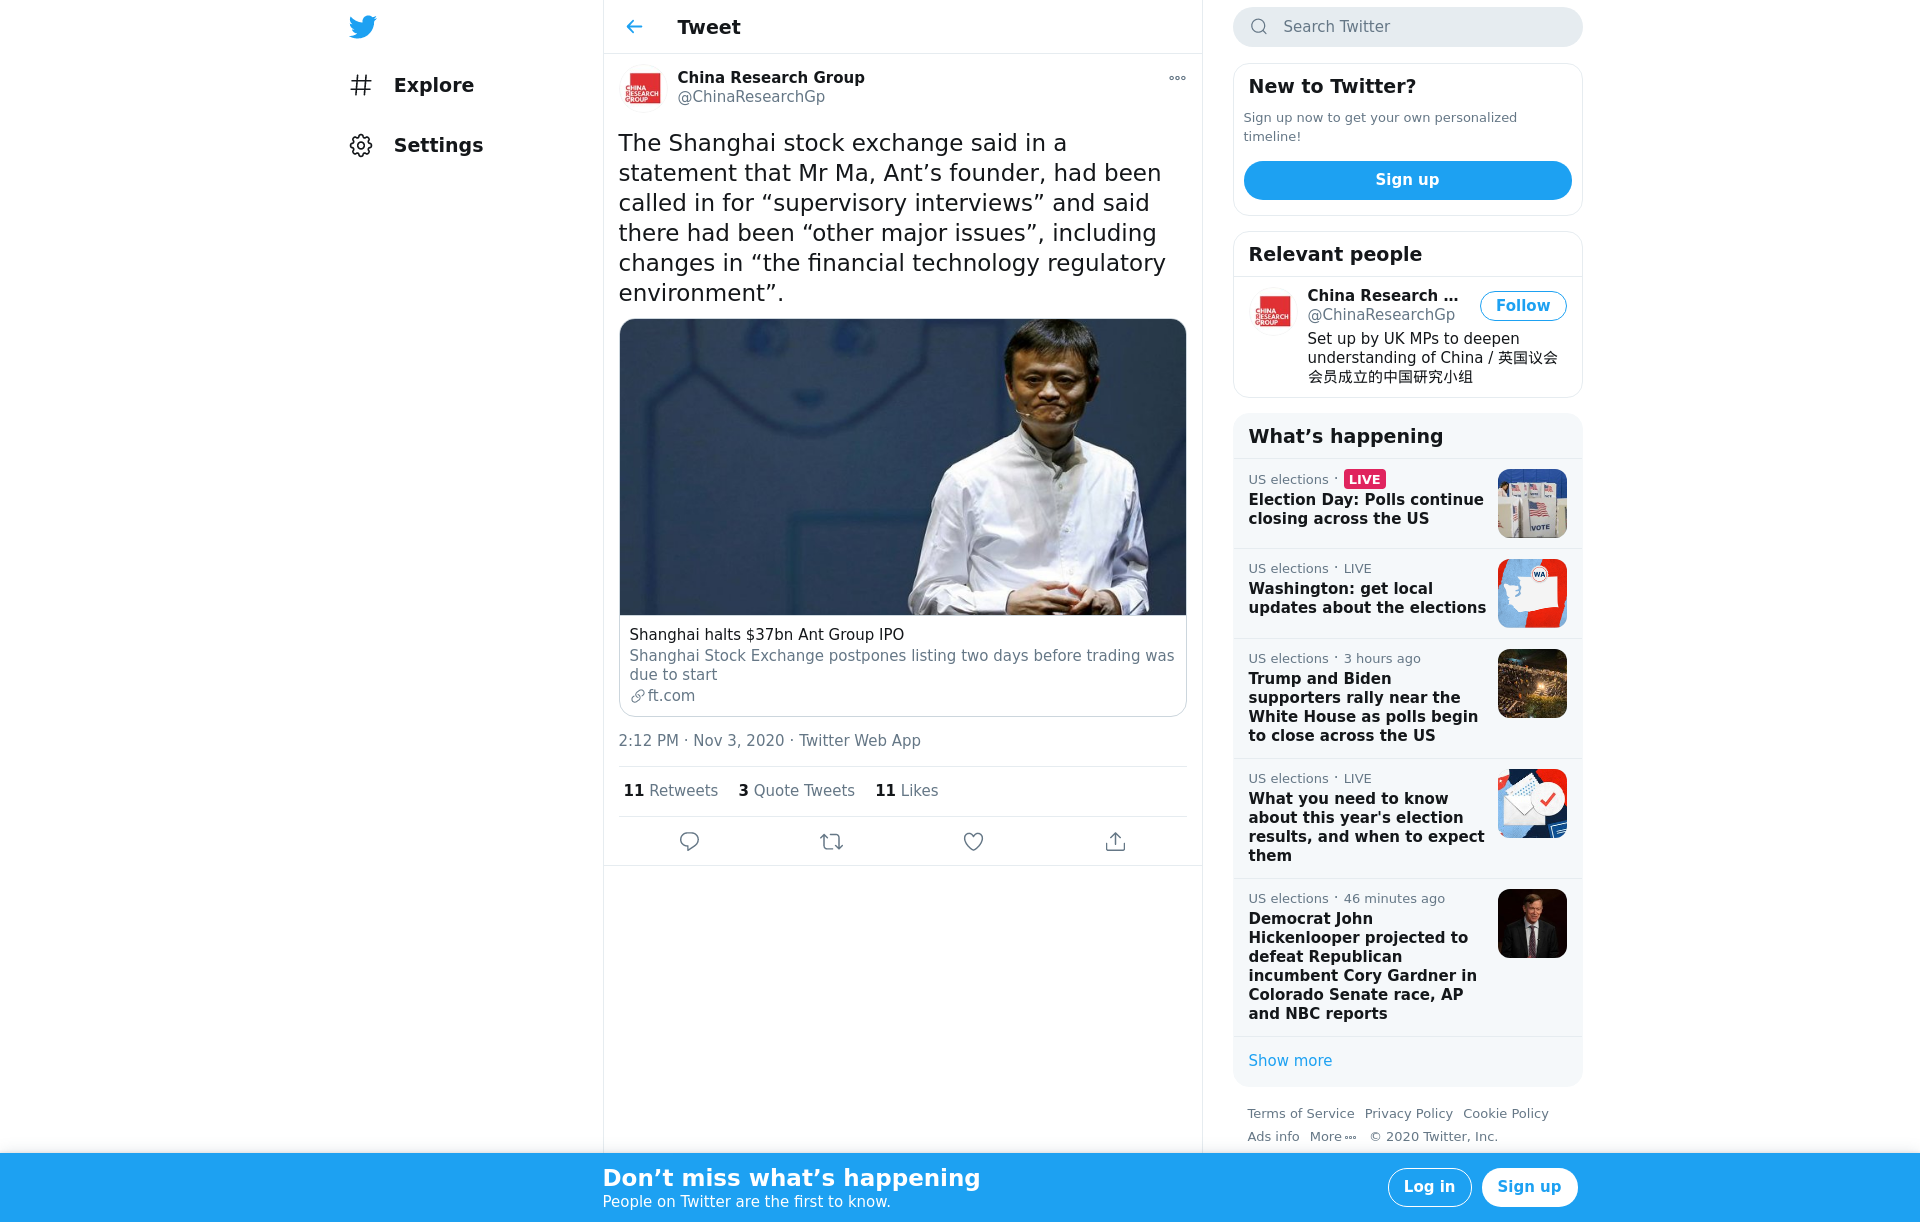 Explore
Settings
Tweet
China Research Group
@ChinaResearchGp
The Shanghai stock exchange said in a
statement that Mr Ma, Ant’s founder, had been
called in for “supervisory interviews” and said
there had been “other major issues”, including
changes in “the financial technology regulatory
environment”.
Shanghai halts $37bn Ant Group IPO
Shanghai Stock Exchange postpones listing two days before trading was
due to start
ft.com
2:12 PM · Nov 3, 2020 · Twitter Web App
11 Retweets 3 Quote Tweets 11 Likes
Search Twitter
New to Twitter?
Sign up now to get your own personalized
timeline!
Sign up
Relevant people
CHINA
RESEARCH
GROUP
China Research ...
@ChinaResearchGp
Follow
Set up by UK MPs to deepen
understanding of China / 英国议会
会员成立的中国研究小组
What’s happening
US elections · LIVE
Election Day: Polls continue
closing across the US
VOTE
US elections · LIVE
Washington: get local
updates about the elections
WA
US elections · 3 hours ago
Trump and Biden
supporters rally near the
White House as polls begin
to close across the US
US elections · LIVE
What you need to know
about this year's election
results, and when to expect
them
US elections · 46 minutes ago
Democrat John
Hickenlooper projected to
defeat Republican
incumbent Cory Gardner in
Colorado Senate race, AP
and NBC reports
Show more
Terms of Service Privacy Policy Cookie Policy
Ads info More © 2020 Twitter, Inc.
Don’t miss what’s happening
People on Twitter are the first to know.
Log in
Sign up